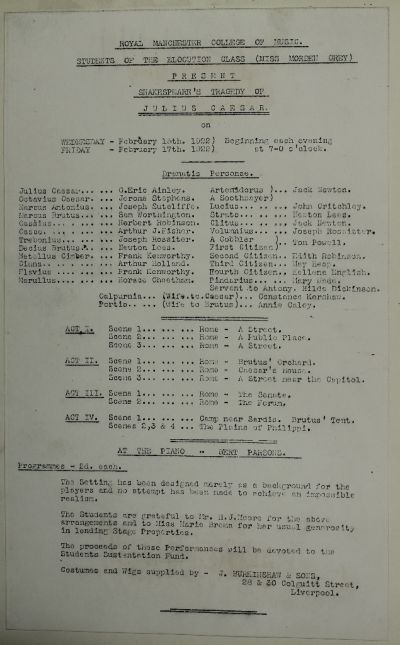 ROYAL MANCHESTER COLLEGE OF MUSIC.
STUDENTS OF THE ELOCUTION CLASS (MISS MORDEN GREY)
PRESENT
SHAKESPEARE'S TRAGEDY OF
JULIUS CAESAR.
on
WEDNESDAY - February 15th. 1922) Beginning each evening
FRIDAY - February 17th. 1922) at 7-0 o'clock.
Dramatis Personae.
Julius Caesar... ... G.Eric Ainley. Artemidorus )... Jack Newton.
Octavius Caesar. ... Jerome Stephens. A Soothsayer)
Marcus Antonius. ... Joseph Sutcliffe. Lucius... .. ... John Critchley.
Marcus Brutus... ... Sam Worthington. Strato... .. ... Newton Lees.
Cassius... ... ... Herbert Robinson. Clitus... .. ... Jack Newton.
Casca. ... ... ... Arthur J.Fisher. Volumnius... ... Joseph Rossitter.
Trebonius... ... ... Joseph Rossiter. A Cobbler )... Tom Powell.
Decius Brutus... ... Newton Lees. First Citizen)
Metellus Cimber. ... Frank Kenworthy. Second Citizen.. Edith Robinson.
Cinna... ... ... Arthur Holland. Third Citizen... May Heap.
Flavius ... ... ... Frank Kenworthy. Fourth Citizen.. Hellena English.
Marullus... ... ... Horace Cheetham. Pindarus... ... Mary
Servant to Antony. Hilda Dickinson.
Calpurnia... (Wife to Caesar)... Constance Kershaw.
Portia.. ... (Wife to Brutus)... Annie Caley.
ACT I. Scene 1... ... ... Rome - A Street.
Scene 2... ... ... Rome - A Public Place.
Scene 3... ... ... Rome - A Street.
ACT II. Scene 1... ... ... Rome - Brutus' Orchard.
Scene 2... ... ... Rome - Caesar's House.
Scene 3... ... ... Rome - A Street near the Capitol.
ACT III. Scene 1... ... ... Rome - The Senate.
Scene 2... ... ... Rome - The Forum.
ACT IV. Scene 1... ... ... Camp near Sardis. Brutus' Tent.
Scenes 2,3 & 4 ... The Plains of Philippi.
AT THE PIANO - BERT PARSONS.
Programmes - 2d. each.
The Setting has been designed merely as a background for the
players and no attempt has been made to achieve an impossible
realism.
The Students are grateful to Mr. H.J.Moore for the above
arrangements and to Miss Marie Brema for her usual generosity
in lending Stage Properties.
The proceeds of these Performances will be devoted to the
Students Sustentation Fund.
Costumes and Wigs supplied by - J. BURKINSHAW & SONS,
28 & 30 Colquitt Street,
Liverpool.